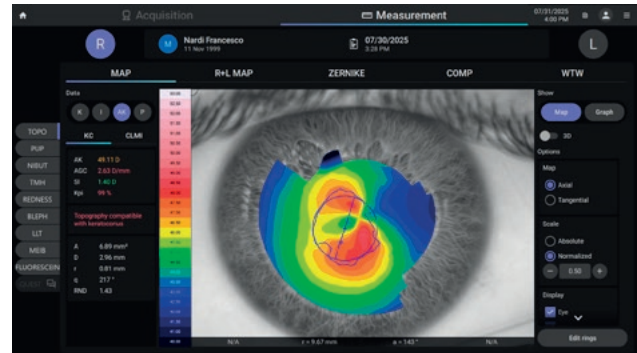 Acquisition
Measurement
07/31/2025
4:00 PM
R
M
Nardi Francesco
11 Nov 1999
07/30/2025
3:28 PM
L
MAP
R+L MAP
ZERNIKE
COMP
WTW
Data
K I AK P
KC CLMI
AK 49.11 D
AGC 2.63 D/mm
SI 1.40 D
Kpi 99 %
Topography compatible
with keratoconus
A 6.89 mm²
D 2.96 mm
r 0.81 mm
q 217 °
RND 1.43
TOPO
PUP
NIBUT
TMH
REDNESS
BLEPH
LLT
MEIB
FLUORESCEIN
N/A
r = 9.67 mm
a = 143 °
N/A
Show
Map Graph
3D
Options
Map
Axial
Tangential
Scale
Absolute
Normalized
− 0.50 +
Display
Eye
Edit rings